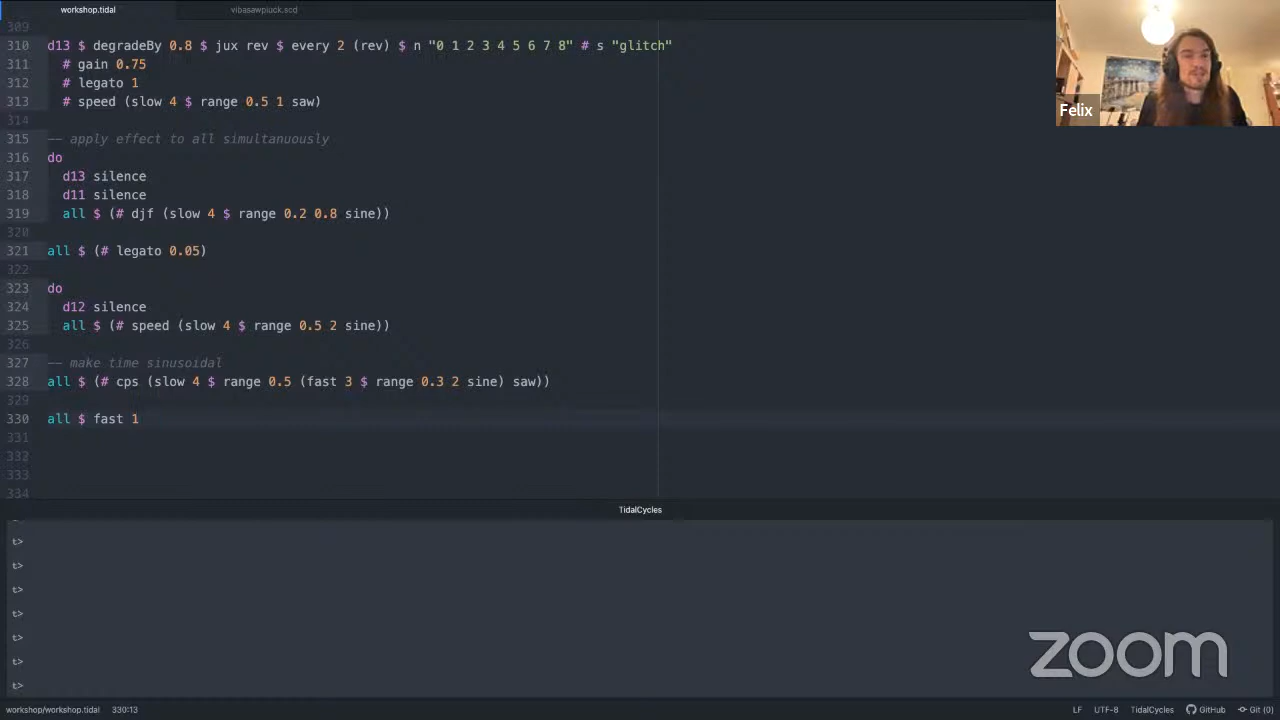 workshop.tidal
vibasawpluck.scd
Felix
309
310 d13 $ degradeBy 0.8 $ jux rev $ every 2 (rev) $ n "0 1 2 3 4 5 6 7 8" # s "glitch"
311 # gain 0.75
312 # legato 1
313 # speed (slow 4 $ range 0.5 1 saw)
314
315 -- apply effect to all simultanuously
316 do
317 d13 silence
318 d11 silence
319 all $ (# djf (slow 4 $ range 0.2 0.8 sine))
320
321 all $ (# legato 0.05)
322
323 do
324 d12 silence
325 all $ (# speed (slow 4 $ range 0.5 2 sine))
326
327 -- make time sinusoidal
328 all $ (# cps (slow 4 $ range 0.5 (fast 3 $ range 0.3 2 sine) saw))
329
330 all $ fast 1
331
332
333
334
TidalCycles
t>
t>
t>
t>
t>
t>
t>
zoom
workshop/workshop.tidal 330:13 LF UTF-8 TidalCycles GitHub Git (0)